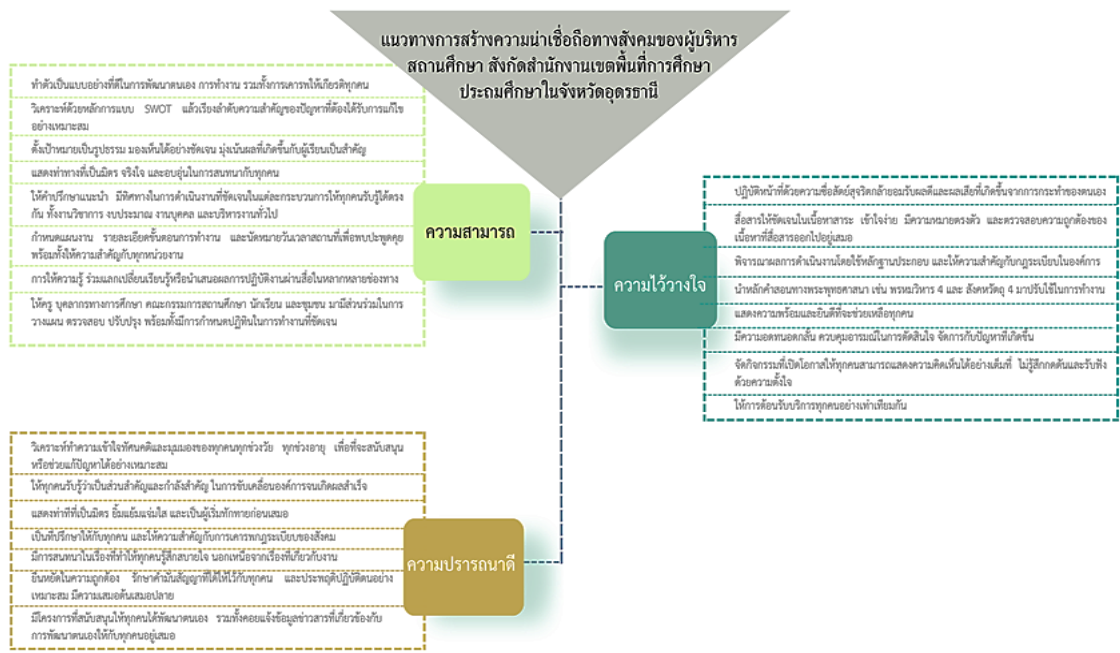 แนวทางการสร้างความน่าเชื่อถือทางสังคมของผู้บริหาร
สถานศึกษา สังกัดสำนักงานเขตพื้นที่การศึกษา
ประถมศึกษาในจังหวัดอุดรธานี
ทำตัวเป็นแบบอย่างที่ดีในการพัฒนาตนเอง การทำงาน รวมทั้งการเคารพให้เกียรติทุกคน
วิเคราะห์ด้วยหลักการแบบ SWOT แล้วเรียงลำดับความสำคัญของปัญหาที่ต้องได้รับการแก้ไข
อย่างเหมาะสม
ตั้งเป้าหมายเป็นรูปธรรม มองเห็นได้อย่างชัดเจน มุ่งเน้นผลที่เกิดขึ้นกับผู้เรียนเป็นสำคัญ
แสดงท่าทางที่เป็นมิตร จริงใจ และอบอุ่นในการสนทนากับทุกคน
ให้คำปรึกษาแนะนำ มีทิศทางในการดำเนินงานที่ชัดเจนในแต่ละกระบวนการให้ทุกคนรับรู้ได้ตรง
กัน ทั้งงานวิชาการ งบประมาณ งานบุคคล และบริหารงานทั่วไป
กำหนดแผนงาน รายละเอียดขั้นตอนการทำงาน และนัดหมายวันเวลาสถานที่เพื่อพบปะพูดคุย
พร้อมทั้งให้ความสำคัญกับทุกหน่วยงาน
การให้ความรู้ ร่วมแลกเปลี่ยนเรียนรู้หรือนำเสนอผลการปฏิบัติงานผ่านสื่อในหลากหลายช่องทาง
ให้ครู บุคลากรทางการศึกษา คณะกรรมการสถานศึกษา นักเรียน และชุมชน มามีส่วนร่วมในการ
วางแผน ตรวจสอบ ปรับปรุง พร้อมทั้งมีการกำหนดปฏิทินในการทำงานที่ชัดเจน
ความสามารถ
ความไว้วางใจ
ปฏิบัติหน้าที่ด้วยความซื่อสัตย์สุจริตกล้ายอมรับผลดีและผลเสียที่เกิดขึ้นจากการกระทำของตนเอง
สื่อสารให้ชัดเจนในเนื้อหาสาระ เข้าใจง่าย มีความหมายตรงตัว และตรวจสอบความถูกต้องของ
เนื้อหาที่สื่อสารออกไปอยู่เสมอ
พิจารณาผลการดำเนินงานโดยใช้หลักฐานประกอบ และให้ความสำคัญกับกฎระเบียบในองค์การ
นำหลักคำสอนทางพระพุทธศาสนา เช่น พรหมวิหาร 4 และ สังคหวัตถุ 4 มาปรับใช้ในการทำงาน
แสดงความพร้อมและยินดีที่จะช่วยเหลือทุกคน
มีความอดทนอดกลั้น ควบคุมอารมณ์ในการตัดสินใจ จัดการกับปัญหาที่เกิดขึ้น
จัดกิจกรรมที่เปิดโอกาสให้ทุกคนสามารถแสดงความคิดเห็นได้อย่างเต็มที่ ไม่รู้สึกกดดันและรับฟัง
ด้วยความตั้งใจ
ให้การต้อนรับบริการทุกคนอย่างเท่าเทียมกัน
วิเคราะห์ทำความเข้าใจทัศนคติและมุมมองของทุกคนทุกช่วงวัย ทุกช่วงอายุ เพื่อที่จะสนับสนุน
หรือช่วยแก้ปัญหาได้อย่างเหมาะสม
ให้ทุกคนรับรู้ว่าเป็นส่วนสำคัญและกำลังสำคัญ ในการขับเคลื่อนองค์การจนเกิดผลสำเร็จ
แสดงท่าทีที่เป็นมิตร ยิ้มแย้มแจ่มใส และเป็นผู้เริ่มทักทายก่อนเสมอ
เป็นที่ปรึกษาให้กับทุกคน และให้ความสำคัญกับการเคารพกฎระเบียบของสังคม
มีการสนทนาในเรื่องที่ทำให้ทุกคนรู้สึกสบายใจ นอกเหนือจากเรื่องที่เกี่ยวกับงาน
ยืนหยัดในความถูกต้อง รักษาคำมั่นสัญญาที่ได้ให้ไว้กับทุกคน และประพฤติปฏิบัติตนอย่าง
เหมาะสม มีความเสมอต้นเสมอปลาย
มีโครงการที่สนับสนุนให้ทุกคนได้พัฒนาตนเอง รวมทั้งคอยแจ้งข้อมูลข่าวสารที่เกี่ยวข้องกับ
การพัฒนาตนเองให้กับทุกคนอยู่เสมอ
ความปรารถนาดี